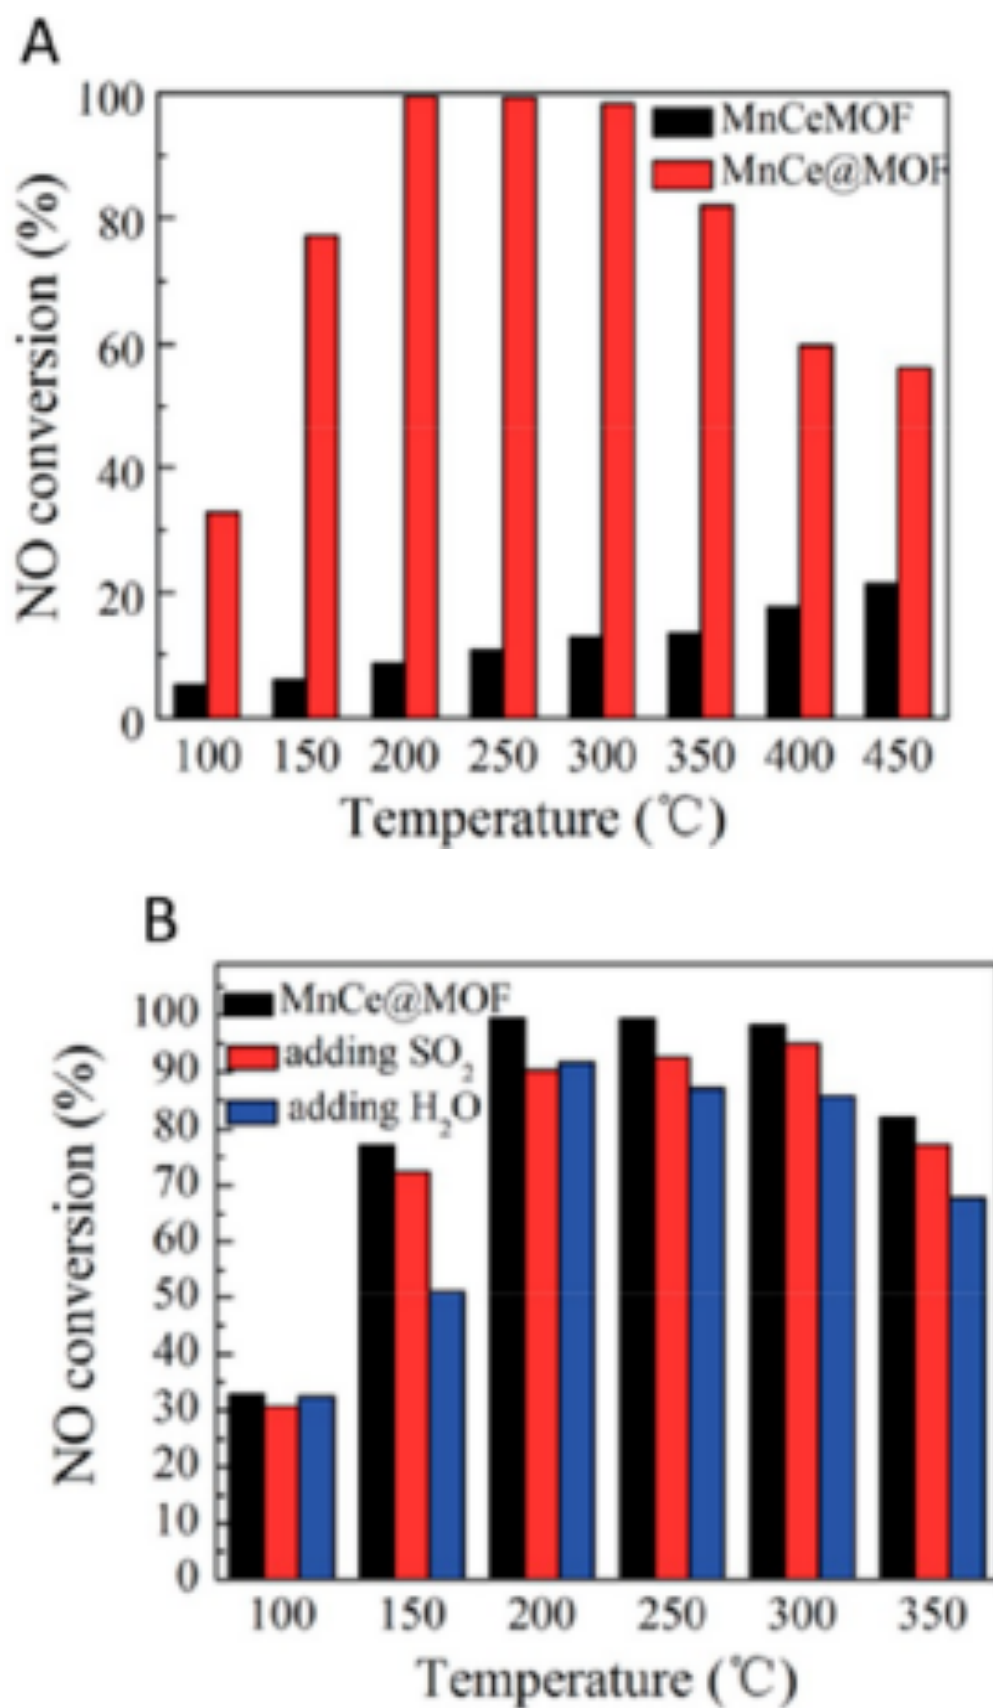 A
100
80
60
40
20
0
NO conversion (%)
MnCeMOF
MnCe@MOF
100 150 200 250 300 350 400 450
Temperature (℃)
B
100
90
80
70
60
50
40
30
20
10
0
NO conversion (%)
MnCe@MOF
adding SO₂
adding H₂O
100 150 200 250 300 350
Temperature (℃)